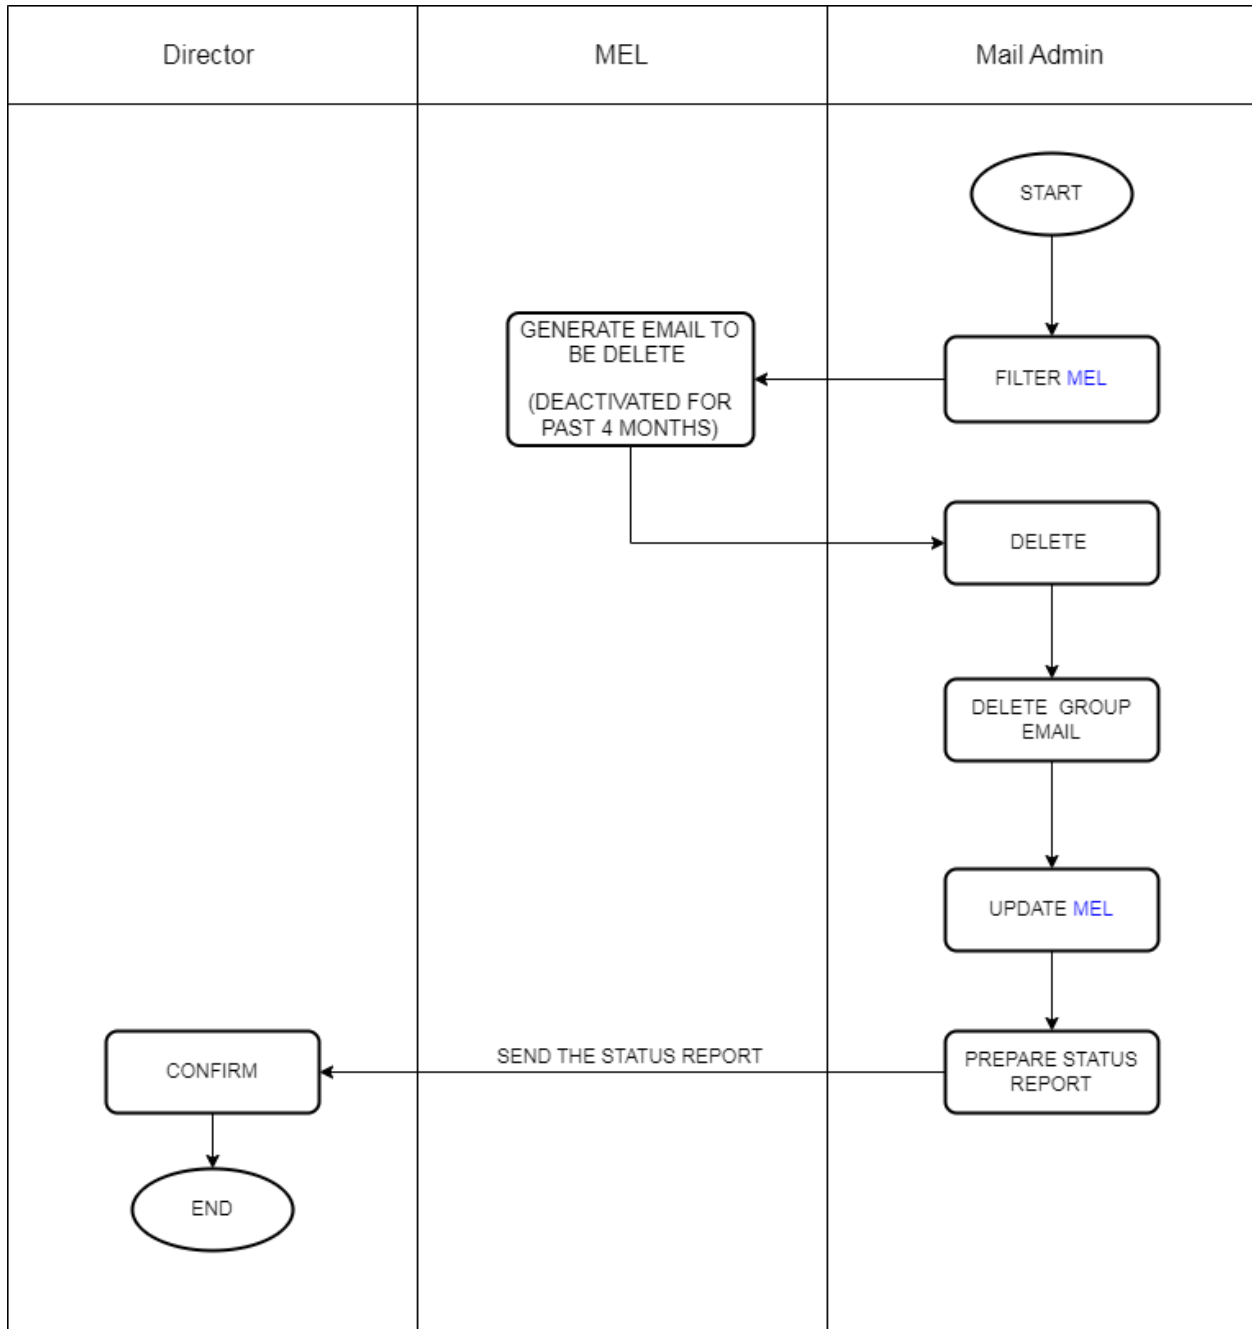 Director
MEL
Mail Admin
START
GENERATE EMAIL TO
BE DELETE
(DEACTIVATED FOR
PAST 4 MONTHS)
FILTER MEL
DELETE
DELETE  GROUP
EMAIL
UPDATE MEL
CONFIRM
SEND THE STATUS REPORT
PREPARE STATUS
REPORT
END